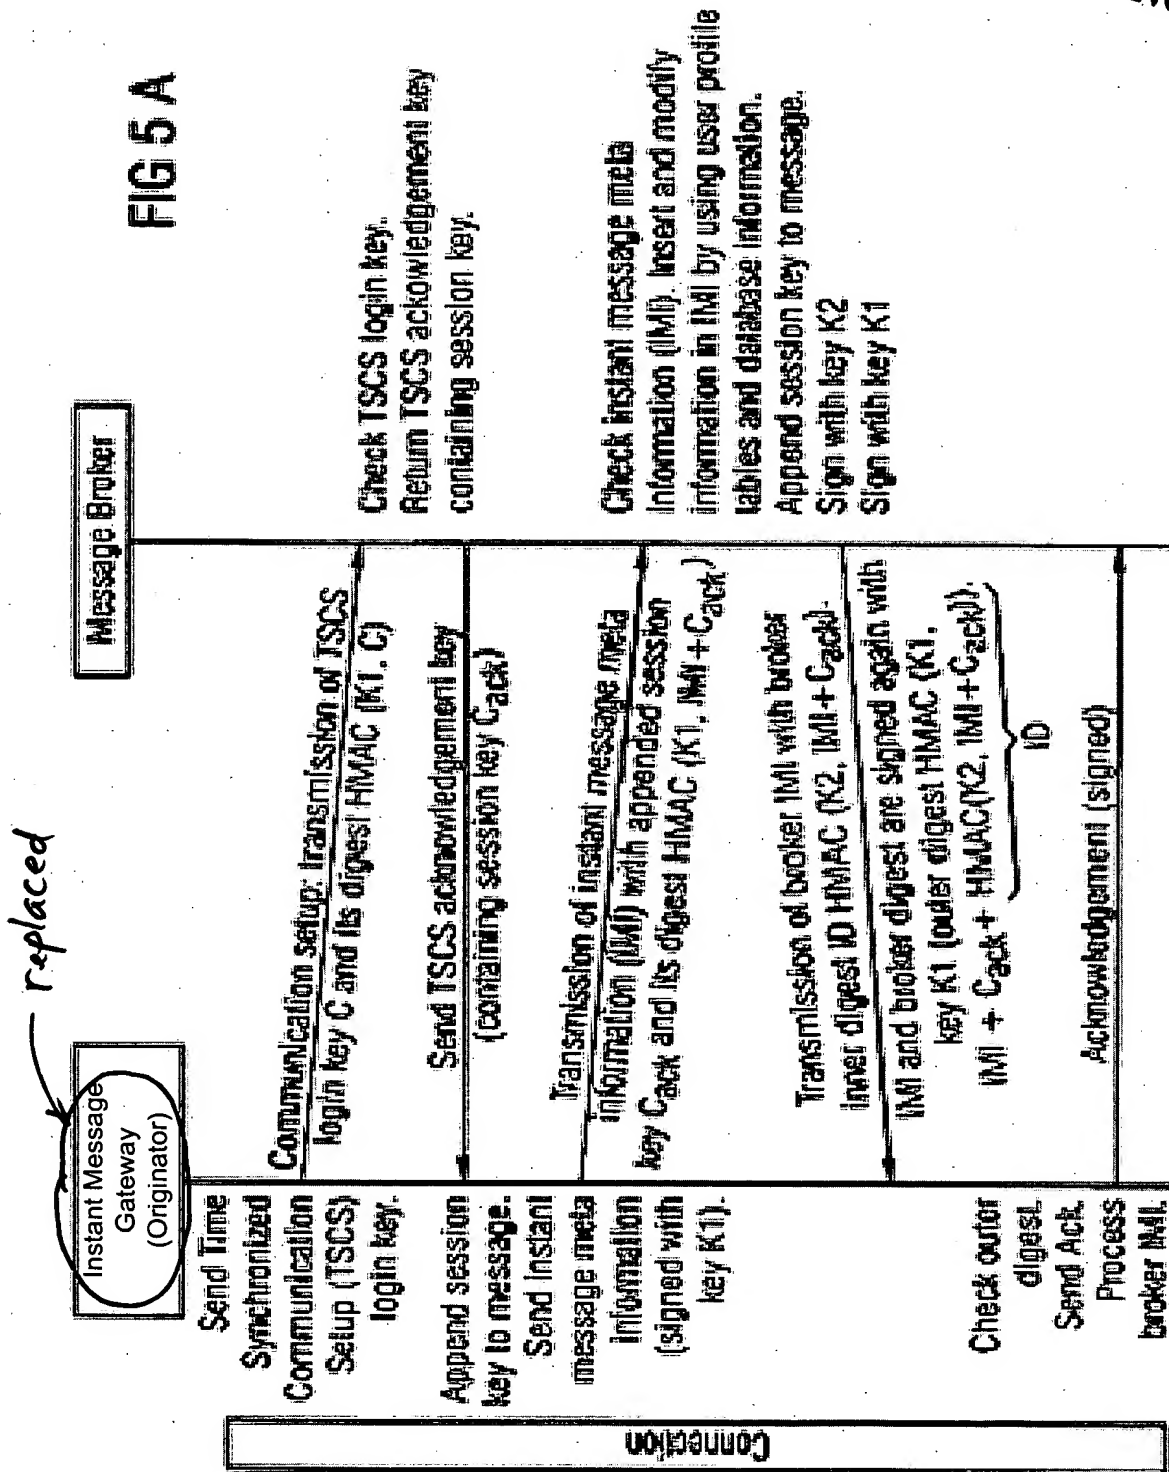 FIG 5 A
replaced
Instant Message
Gateway
(Originator)
Message Broker
Send Time
Synchronized
Communication
Setup (TSCS)
login key.
Communication setup: transmission of TSCS
login key C and its digest HMAC (K1, C)
Check TSCS login key.
Return TSCS ackowledgement key
containing session key.
Send TSCS acknowledgement key
(containing session key Cack)
Append session
key to message.
Send instant
message meta
information
(signed with
key K1).
Transmission of instant message meta
information (IMI) with appended session
key Cack and its digest HMAC (K1, IMI + Cack)
Check instant message meta
Information (IMI). Insert and modify
information in IMI by using user profile
tables and database information.
Append session key to message.
Sign with key K2
Sign with key K1
Transmission of broker IMI with broker
inner digest ID HMAC (K2, IMI + Cack).
IMI and broker digest are signed again with
key K1 (outer digest HMAC (K1,
IMI + Cack + HMAC(K2, IMI + Cack)).
ID
Check outer
digest.
Send Ack.
Process
broker IMI.
Acknowledgement (signed)
Connection